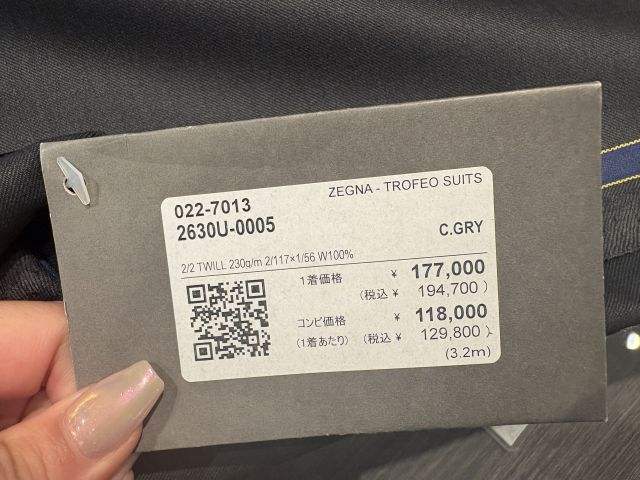 ZEGNA - TROFEO SUITS
022-7013
2630U-0005
C.GRY
2/2 TWILL 230g/m 2/117×1/56 W100%
1着価格 ¥ 177,000
(税込 ¥ 194,700 )
コンビ価格 ¥ 118,000
(1着あたり) (税込 ¥ 129,800 )
(3.2m)